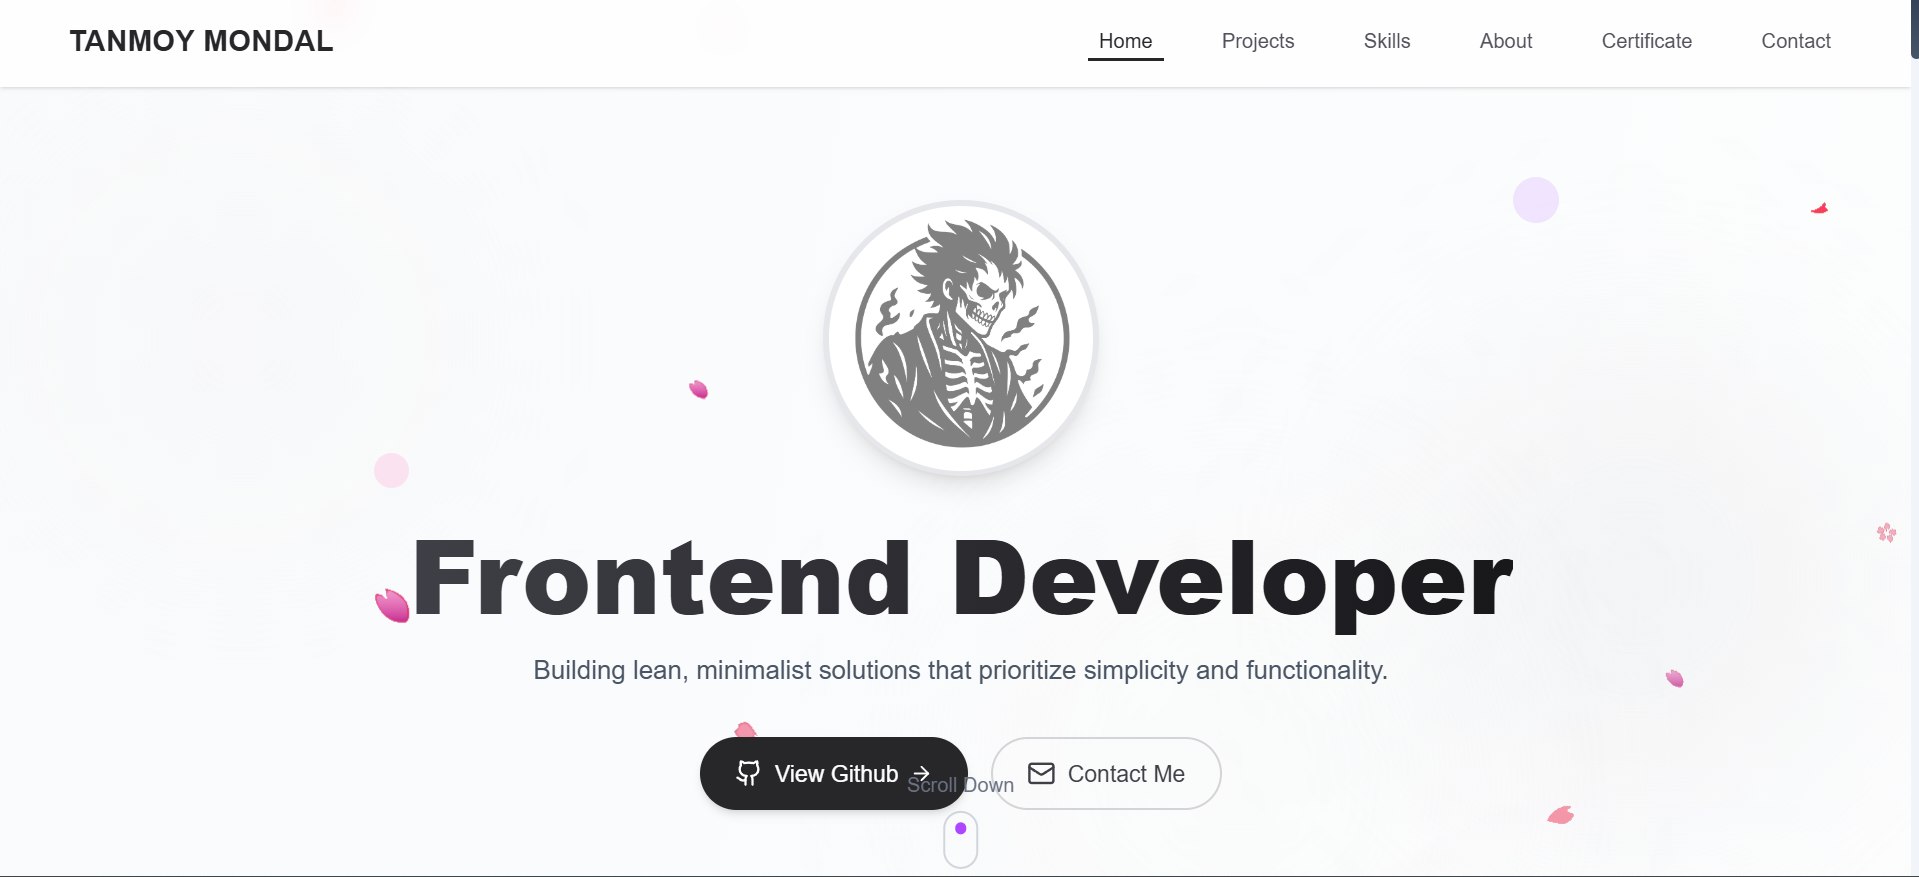 TANMOY MONDAL
Home Projects Skills About Certificate Contact
Frontend Developer
Building lean, minimalist solutions that prioritize simplicity and functionality.
View Github → Contact Me
Scroll Down